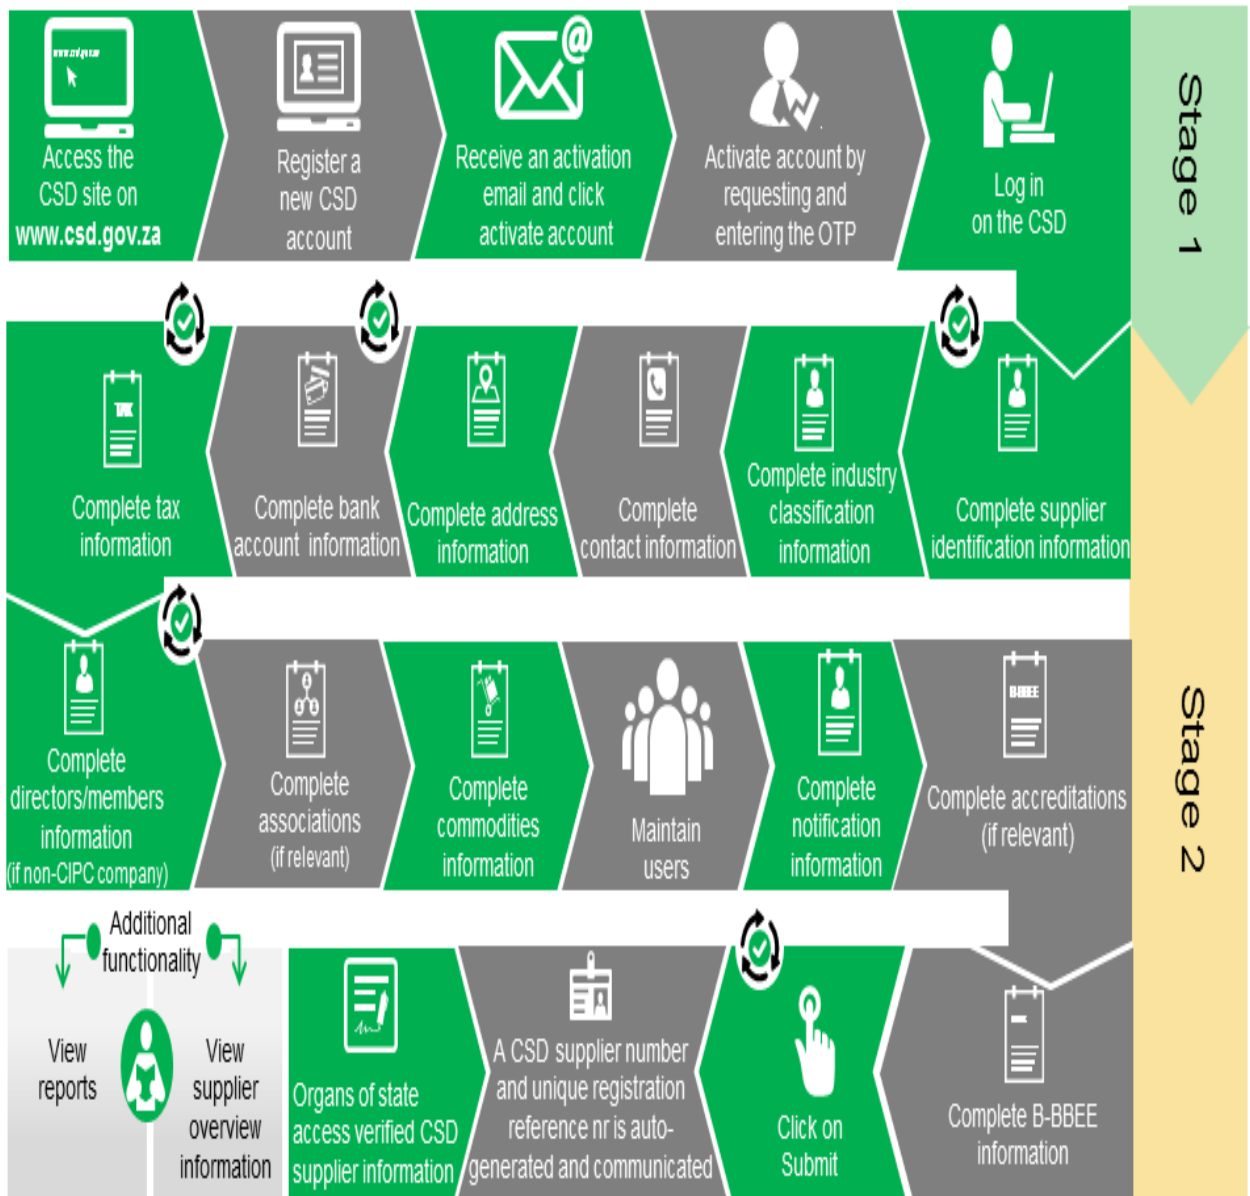 www.csd.gov.za
Access the
CSD site on
www.csd.gov.za
Register a
new CSD
account
Receive an activation
email and click
activate account
Activate account by
requesting and
entering the OTP
Log in
on the CSD
Stage 1
Complete supplier
identification information
Complete industry
classification
information
Complete
contact information
Complete address
information
Complete bank
account information
TAX
Complete tax
information
Complete
directors/members
information
(if non-CIPC company)
Complete
associations
(if relevant)
Complete
commodities
information
Maintain
users
Complete
notification
information
B-BBEE
Complete accreditations
(if relevant)
Stage 2
Complete B-BBEE
information
Click on
Submit
A CSD supplier number
and unique registration
reference nr is auto-
generated and communicated
Organs of state
access verified CSD
supplier information
Additional
functionality
View
reports
View
supplier
overview
information